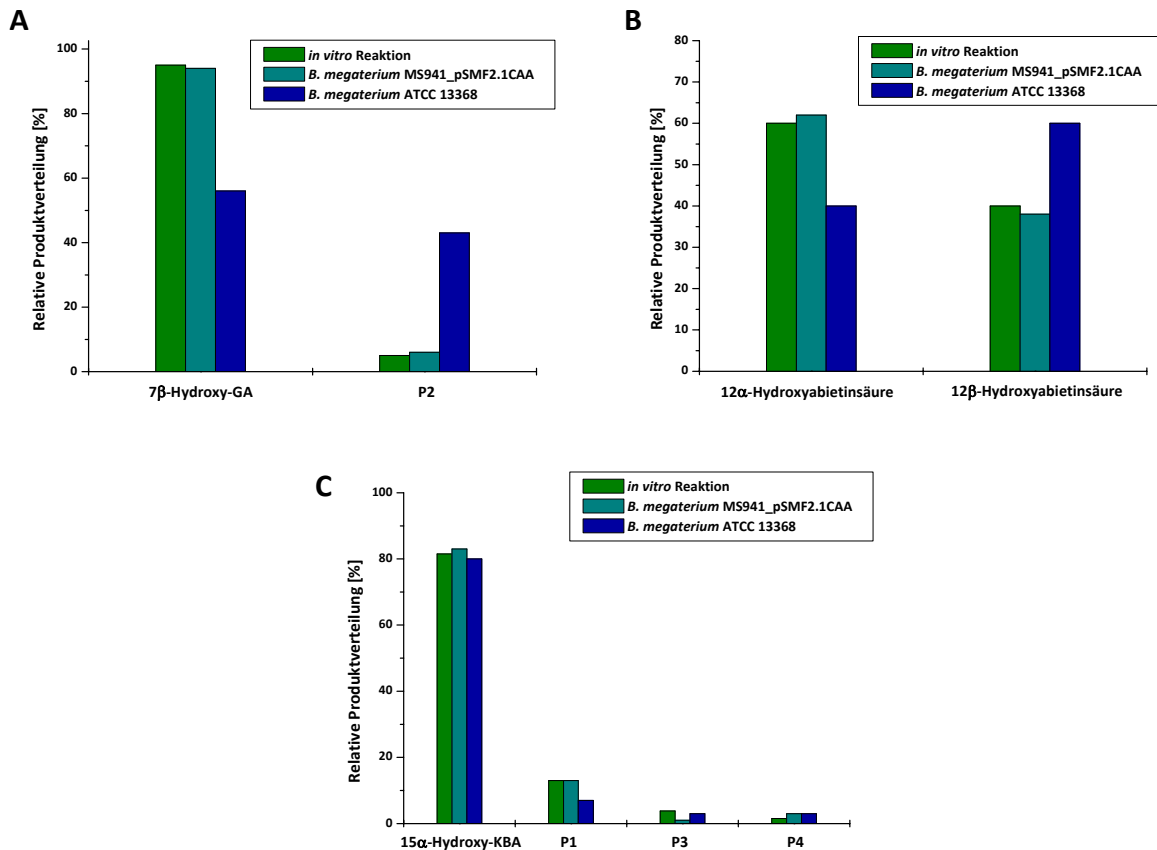 A
Relative Produktverteilung [%]
100
80
60
40
20
0
in vitro Reaktion
B. megaterium MS941_pSMF2.1CAA
B. megaterium ATCC 13368
7β-Hydroxy-GA
P2
B
Relative Produktverteilung [%]
80
70
60
50
40
30
20
10
0
in vitro Reaktion
B. megaterium MS941_pSMF2.1CAA
B. megaterium ATCC 13368
12α-Hydroxyabietinsäure
12β-Hydroxyabietinsäure
C
Relative Produktverteilung [%]
100
80
60
40
20
0
in vitro Reaktion
B. megaterium MS941_pSMF2.1CAA
B. megaterium ATCC 13368
15α-Hydroxy-KBA
P1
P3
P4